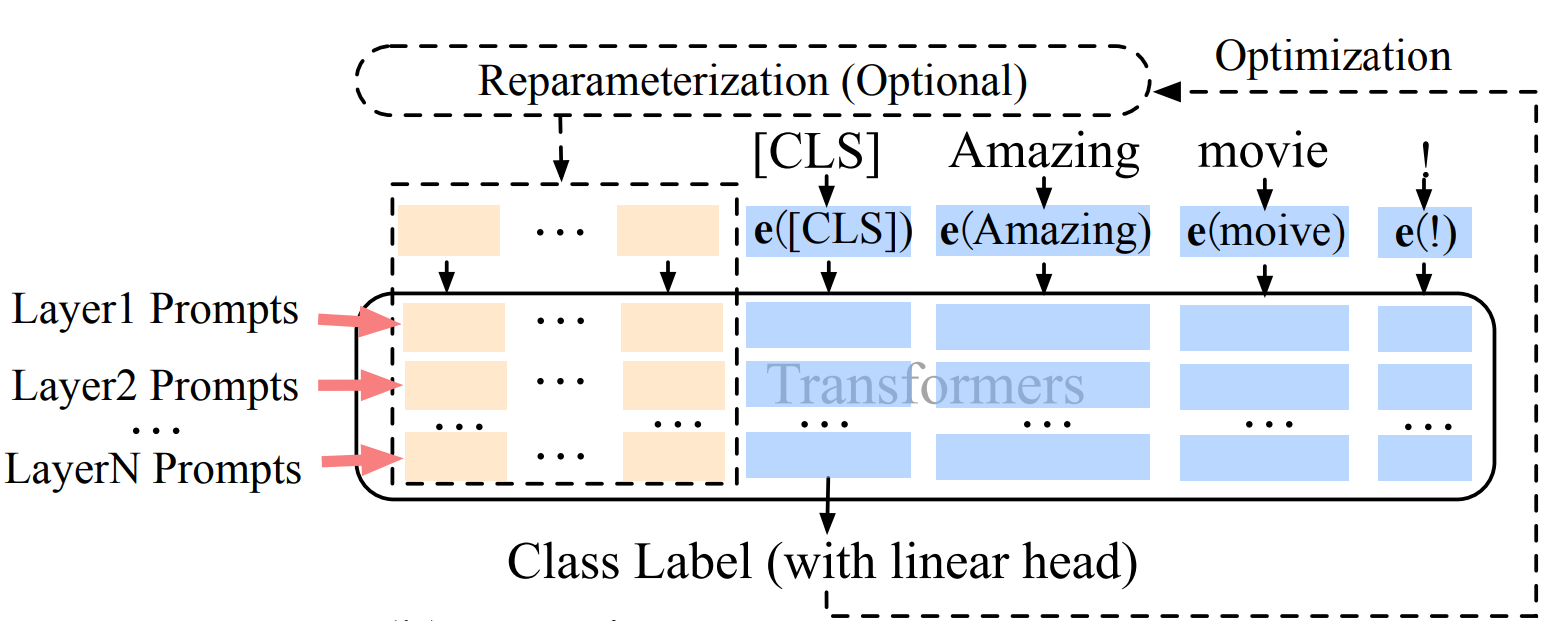 Reparameterization (Optional)
Optimization
[CLS] Amazing movie !
... e([CLS]) e(Amazing) e(moive) e(!)
Layer1 Prompts ...
Layer2 Prompts ... Transformers
... ... ... ... ... ... ...
LayerN Prompts ...
Class Label (with linear head)